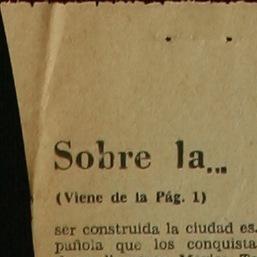 Sobre la...
(Viene de la Pág. 1)
ser construida la ciudad es.
pañola que los conquista